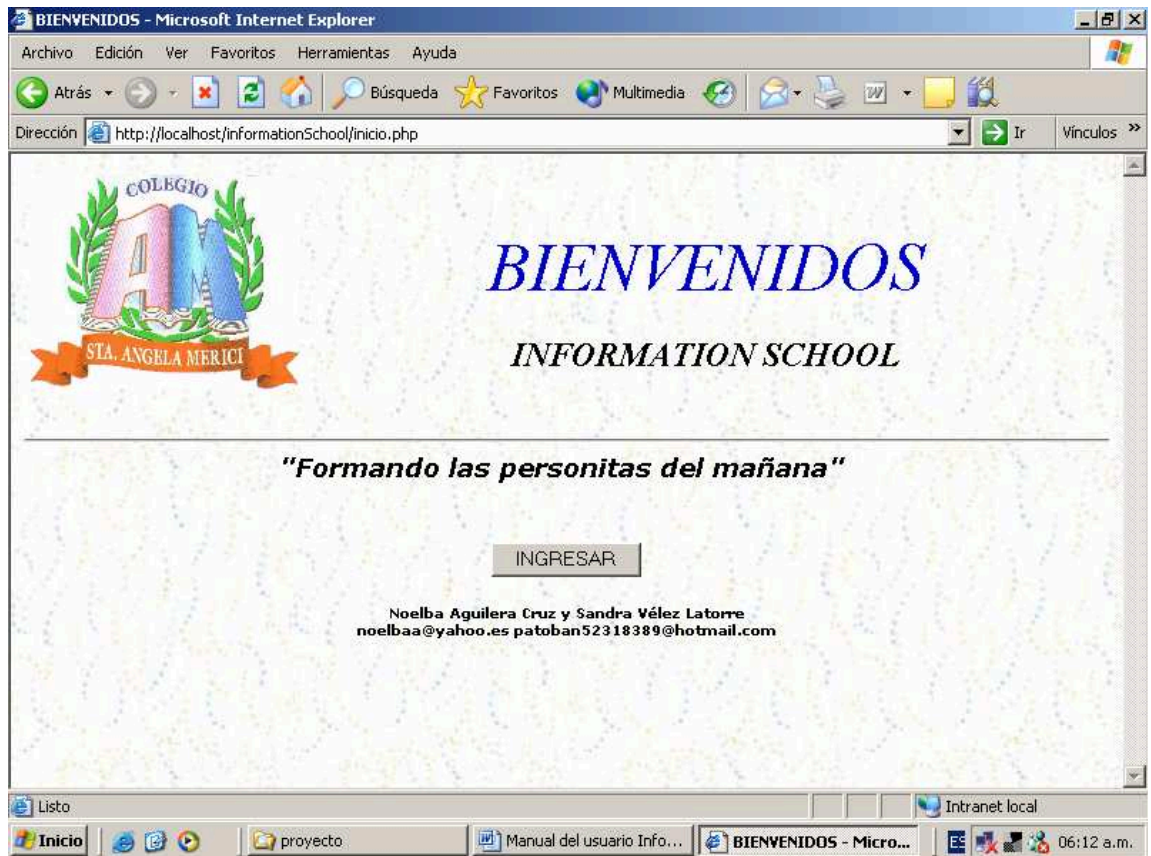 BIENVENIDOS - Microsoft Internet Explorer
Archivo Edición Ver Favoritos Herramientas Ayuda
Atrás Búsqueda Favoritos Multimedia
Dirección http://localhost/informationSchool/inicio.php Ir Vínculos »
COLEGIO
AM
STA. ANGELA MERICI
BIENVENIDOS
INFORMATION SCHOOL
"Formando las personitas del mañana"
INGRESAR
Noelba Aguilera Cruz y Sandra Vélez Latorre
noelbaa@yahoo.es patoban52318389@hotmail.com
Listo Intranet local
Inicio proyecto Manual del usuario Info... BIENVENIDOS - Micro... ES 06:12 a.m.